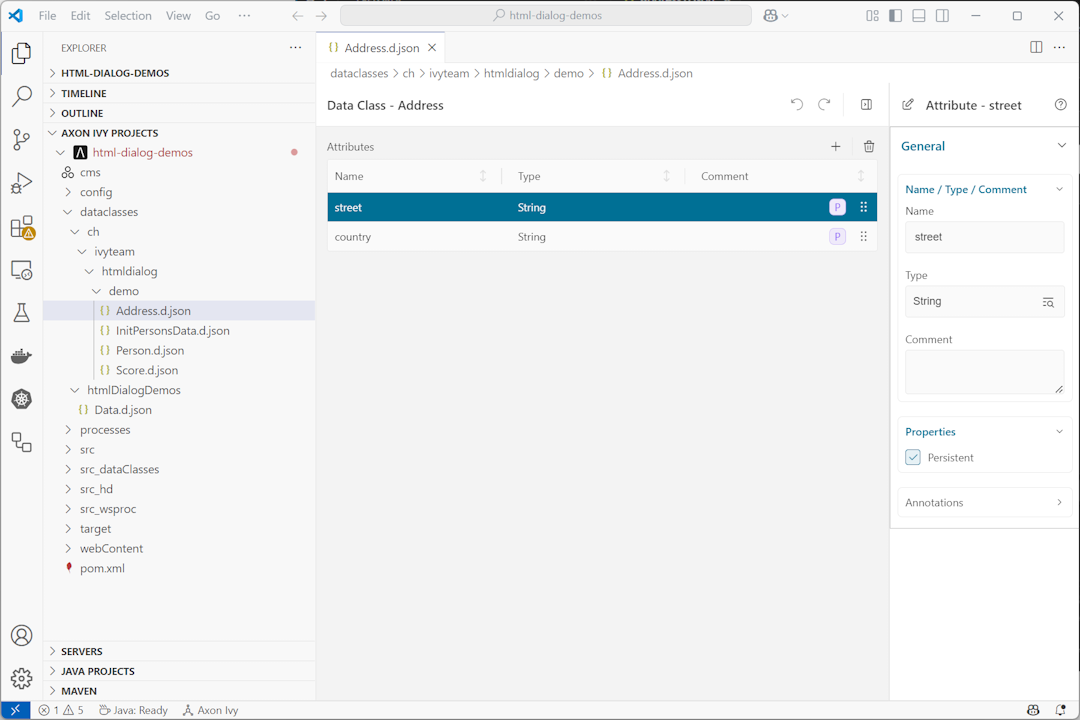 File Edit Selection View Go ···
html-dialog-demos
EXPLORER
HTML-DIALOG-DEMOS
TIMELINE
OUTLINE
AXON IVY PROJECTS
html-dialog-demos
cms
config
dataclasses
ch
ivyteam
htmldialog
demo
{} Address.d.json
{} InitPersonsData.d.json
{} Person.d.json
{} Score.d.json
htmlDialogDemos
{} Data.d.json
processes
src
src_dataClasses
src_hd
src_wsproc
target
webContent
pom.xml
SERVERS
JAVA PROJECTS
MAVEN
{} Address.d.json
dataclasses > ch > ivyteam > htmldialog > demo > {} Address.d.json
Data Class - Address
Attributes
Name Type Comment
street String P
country String P
Attribute - street
General
Name / Type / Comment
Name
street
Type
String
Comment
Properties
Persistent
Annotations
1 5 Java: Ready Axon Ivy